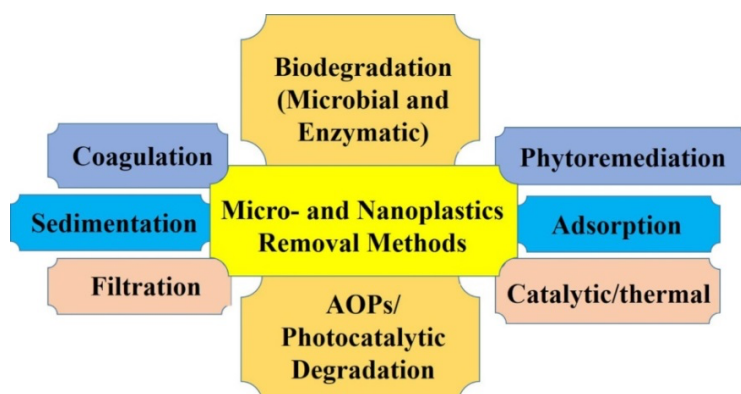 Biodegradation
(Microbial and
Enzymatic)
Coagulation
Phytoremediation
Micro- and Nanoplastics
Removal Methods
Sedimentation
Adsorption
Filtration
Catalytic/thermal
AOPs/
Photocatalytic
Degradation